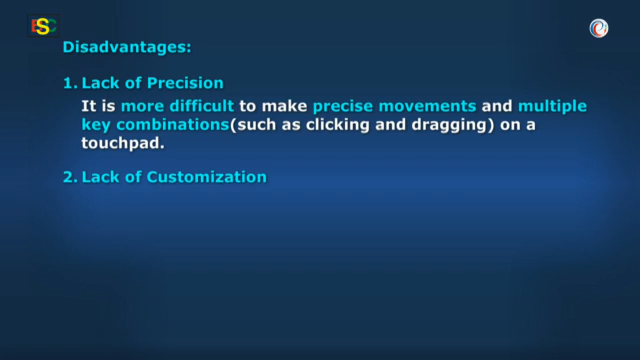 ESC
Disadvantages:
1. Lack of Precision
It is more difficult to make precise movements and multiple
key combinations(such as clicking and dragging) on a
touchpad.
2. Lack of Customization